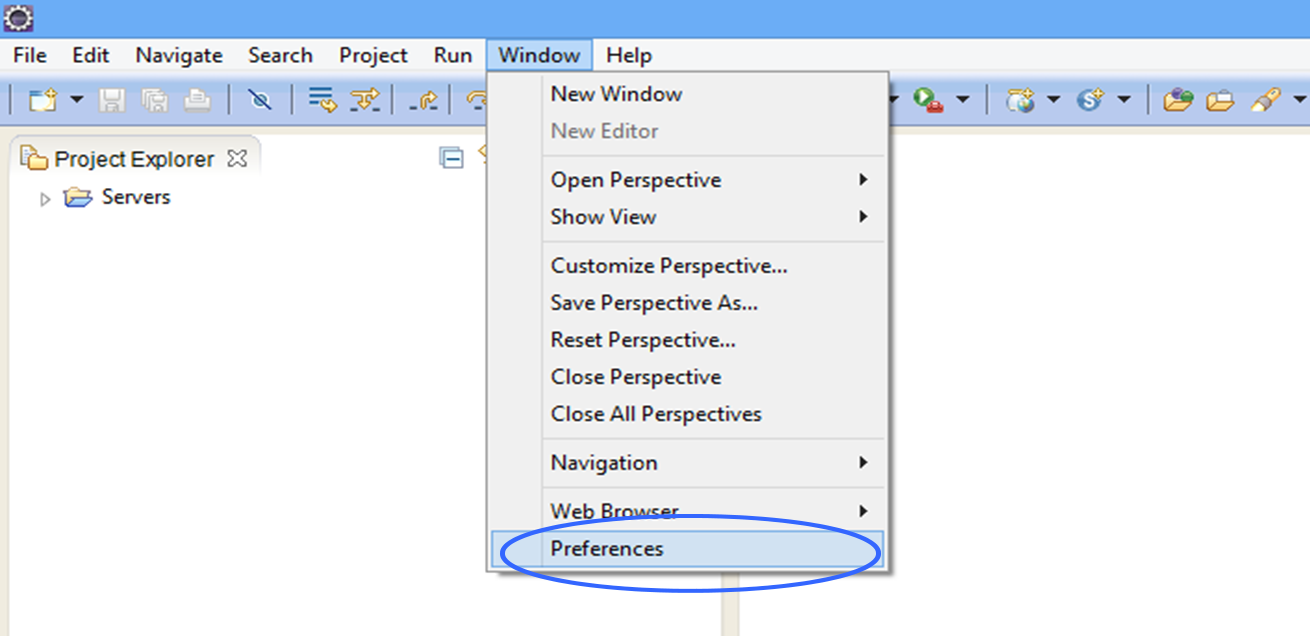 File Edit Navigate Search Project Run Window Help
New Window
New Editor
Open Perspective
Show View
Customize Perspective...
Save Perspective As...
Reset Perspective...
Close Perspective
Close All Perspectives
Navigation
Web Browser
Preferences
Project Explorer
Servers